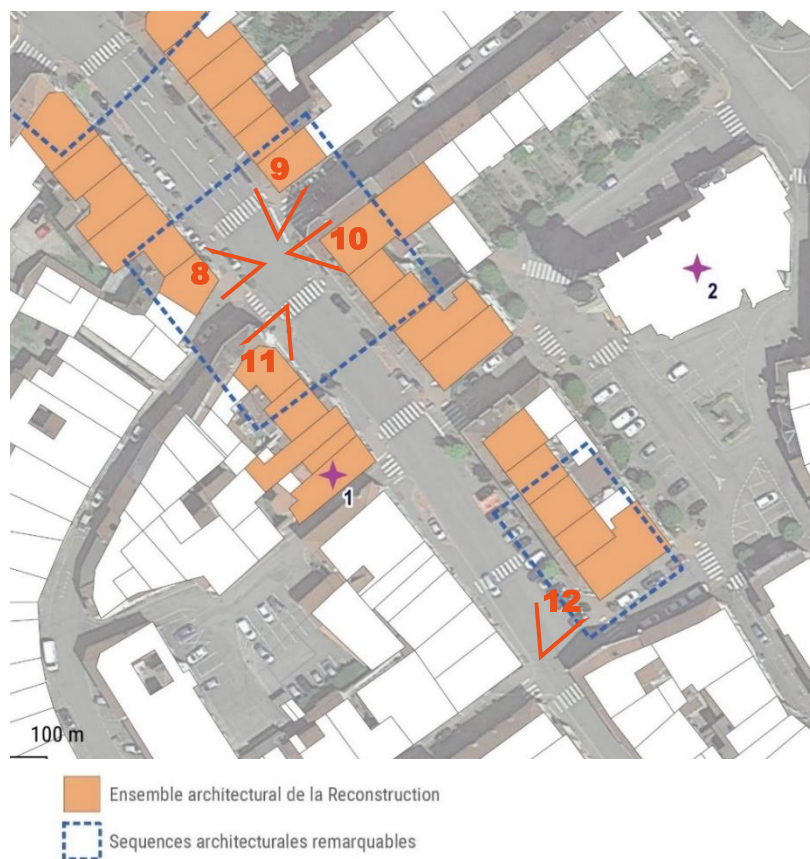 9
10
8
2
11
1
12
100 m
Ensemble architectural de la Reconstruction
Sequences architecturales remarquables